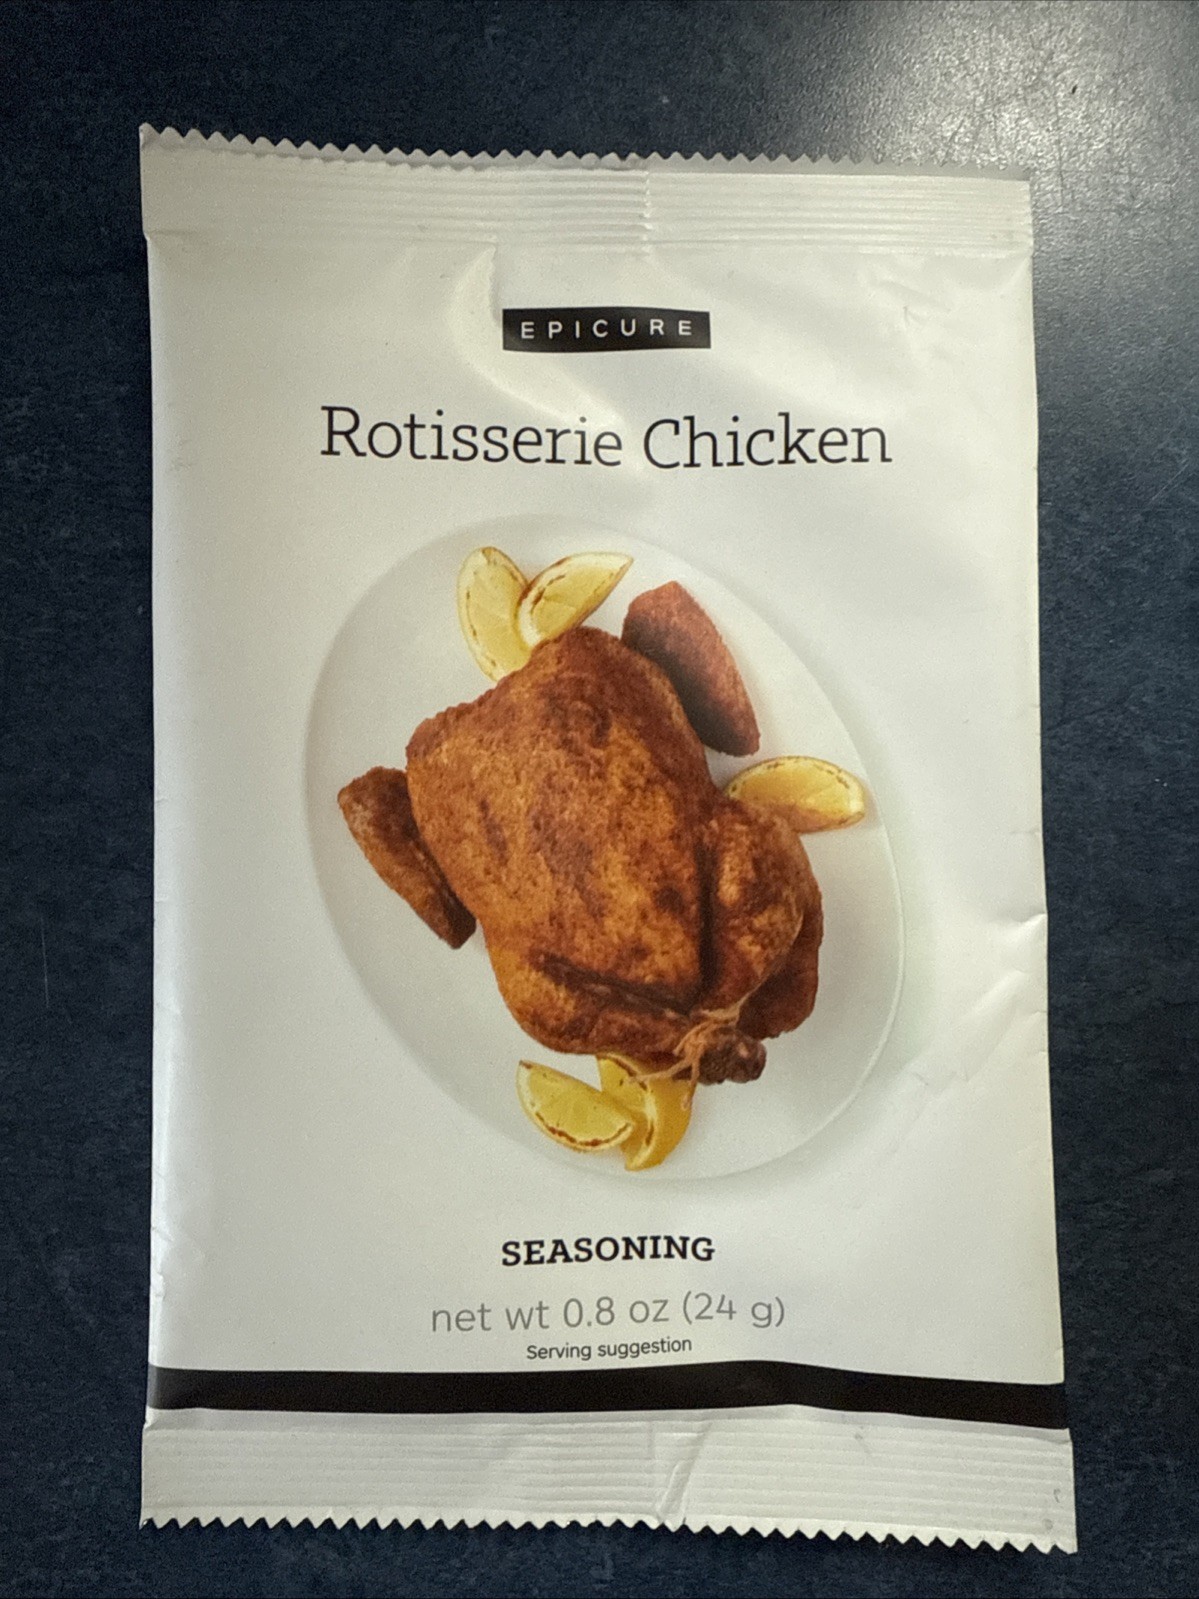 EPICURE
Rotisserie Chicken
SEASONING
net wt 0.8 oz (24 g)
Serving suggestion